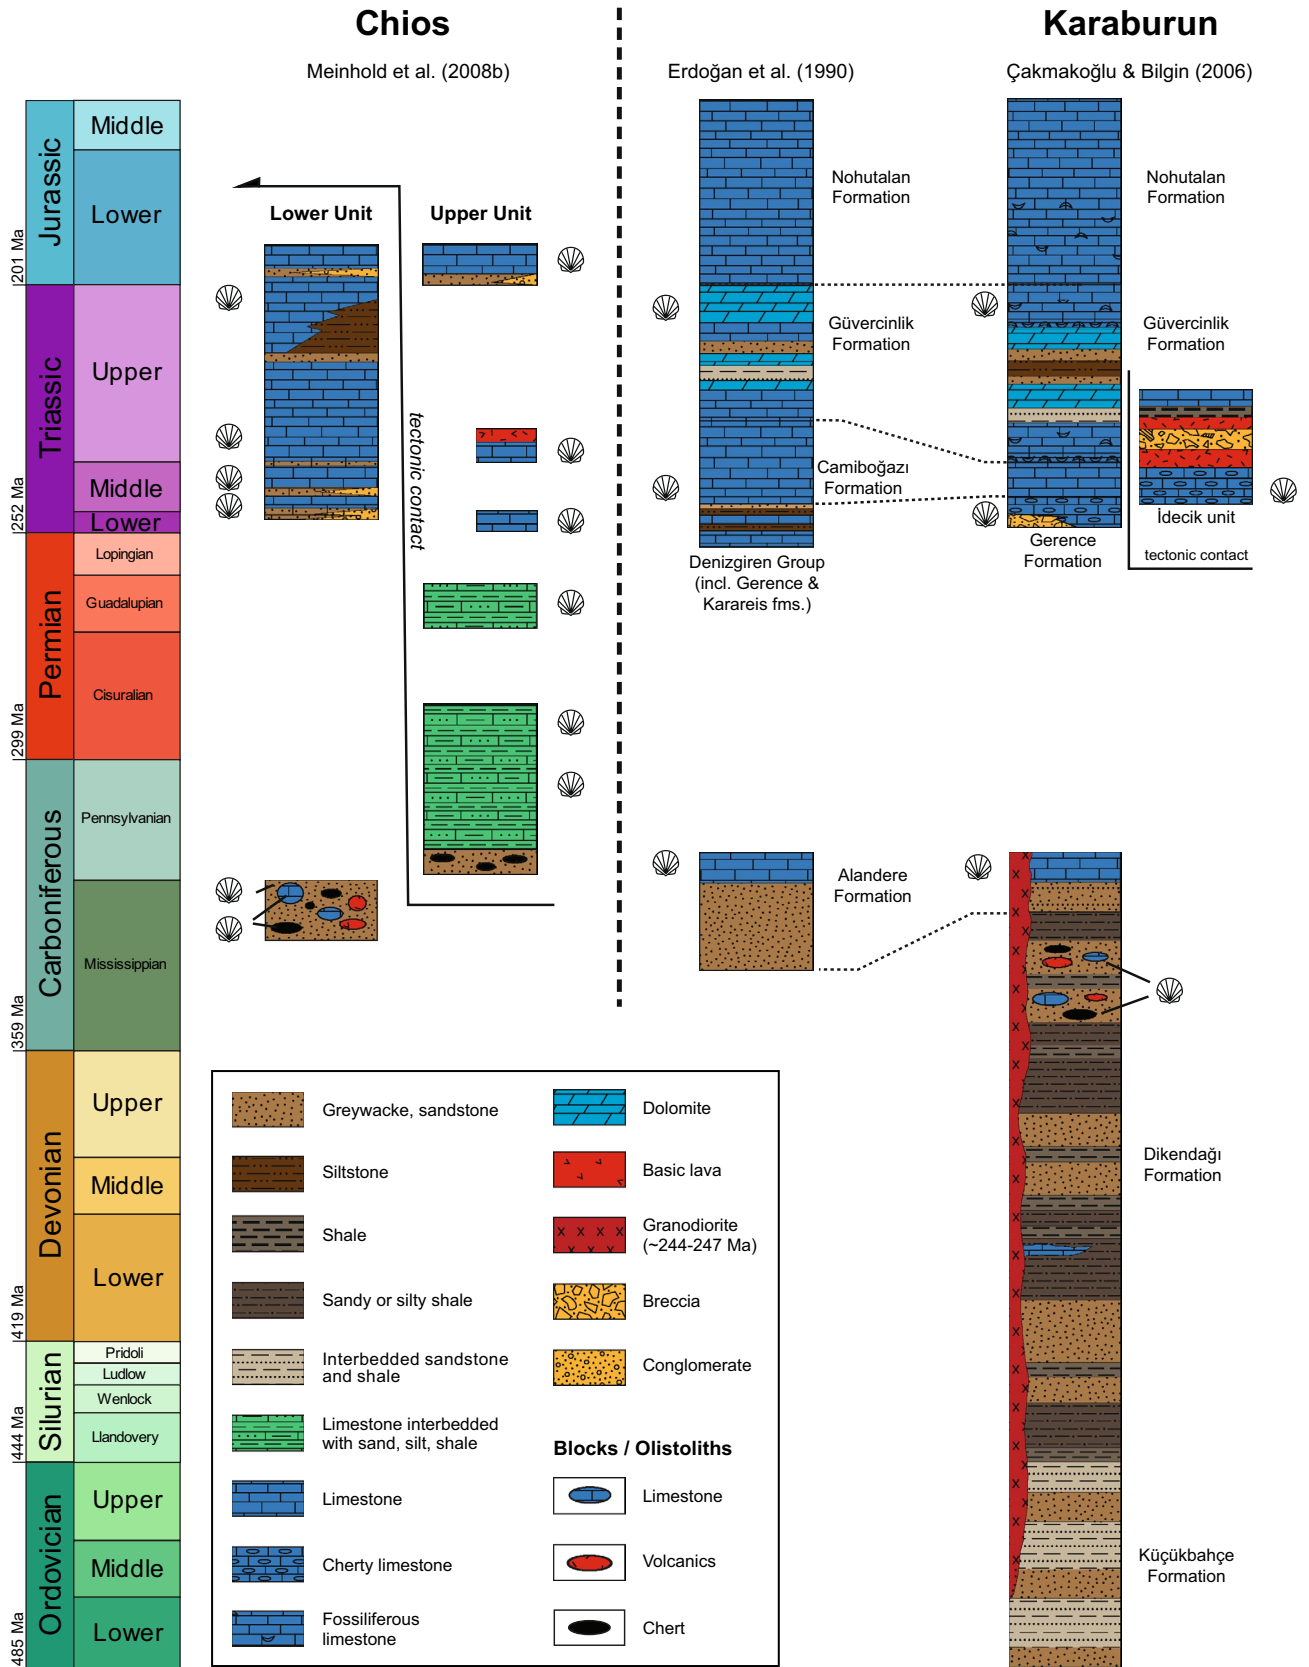 Chios
Karaburun
Meinhold et al. (2008b)
Erdoğan et al. (1990)
Çakmakoğlu & Bilgin (2006)
Jurassic
Middle
Lower
201 Ma
Triassic
Upper
Middle
Lower
252 Ma
Permian
Lopingian
Guadalupian
Cisuralian
299 Ma
Carboniferous
Pennsylvanian
Mississippian
359 Ma
Devonian
Upper
Middle
Lower
419 Ma
Silurian
Pridoli
Ludlow
Wenlock
Llandovery
444 Ma
Ordovician
Upper
Middle
Lower
485 Ma
Lower Unit
Upper Unit
tectonic contact
Nohutalan
Formation
Güvercinlik
Formation
Camiboğazı
Formation
Denizgiren Group
(incl. Gerence &
Karareis fms.)
Alandere
Formation
Nohutalan
Formation
Güvercinlik
Formation
Gerence
Formation
İdecik unit
tectonic contact
Dikendağı
Formation
Küçükbahçe
Formation
Greywacke, sandstone
Siltstone
Shale
Sandy or silty shale
Interbedded sandstone
and shale
Limestone interbedded
with sand, silt, shale
Limestone
Cherty limestone
Fossiliferous
limestone
Dolomite
Basic lava
Granodiorite
(~244-247 Ma)
Breccia
Conglomerate
Blocks / Olistoliths
Limestone
Volcanics
Chert